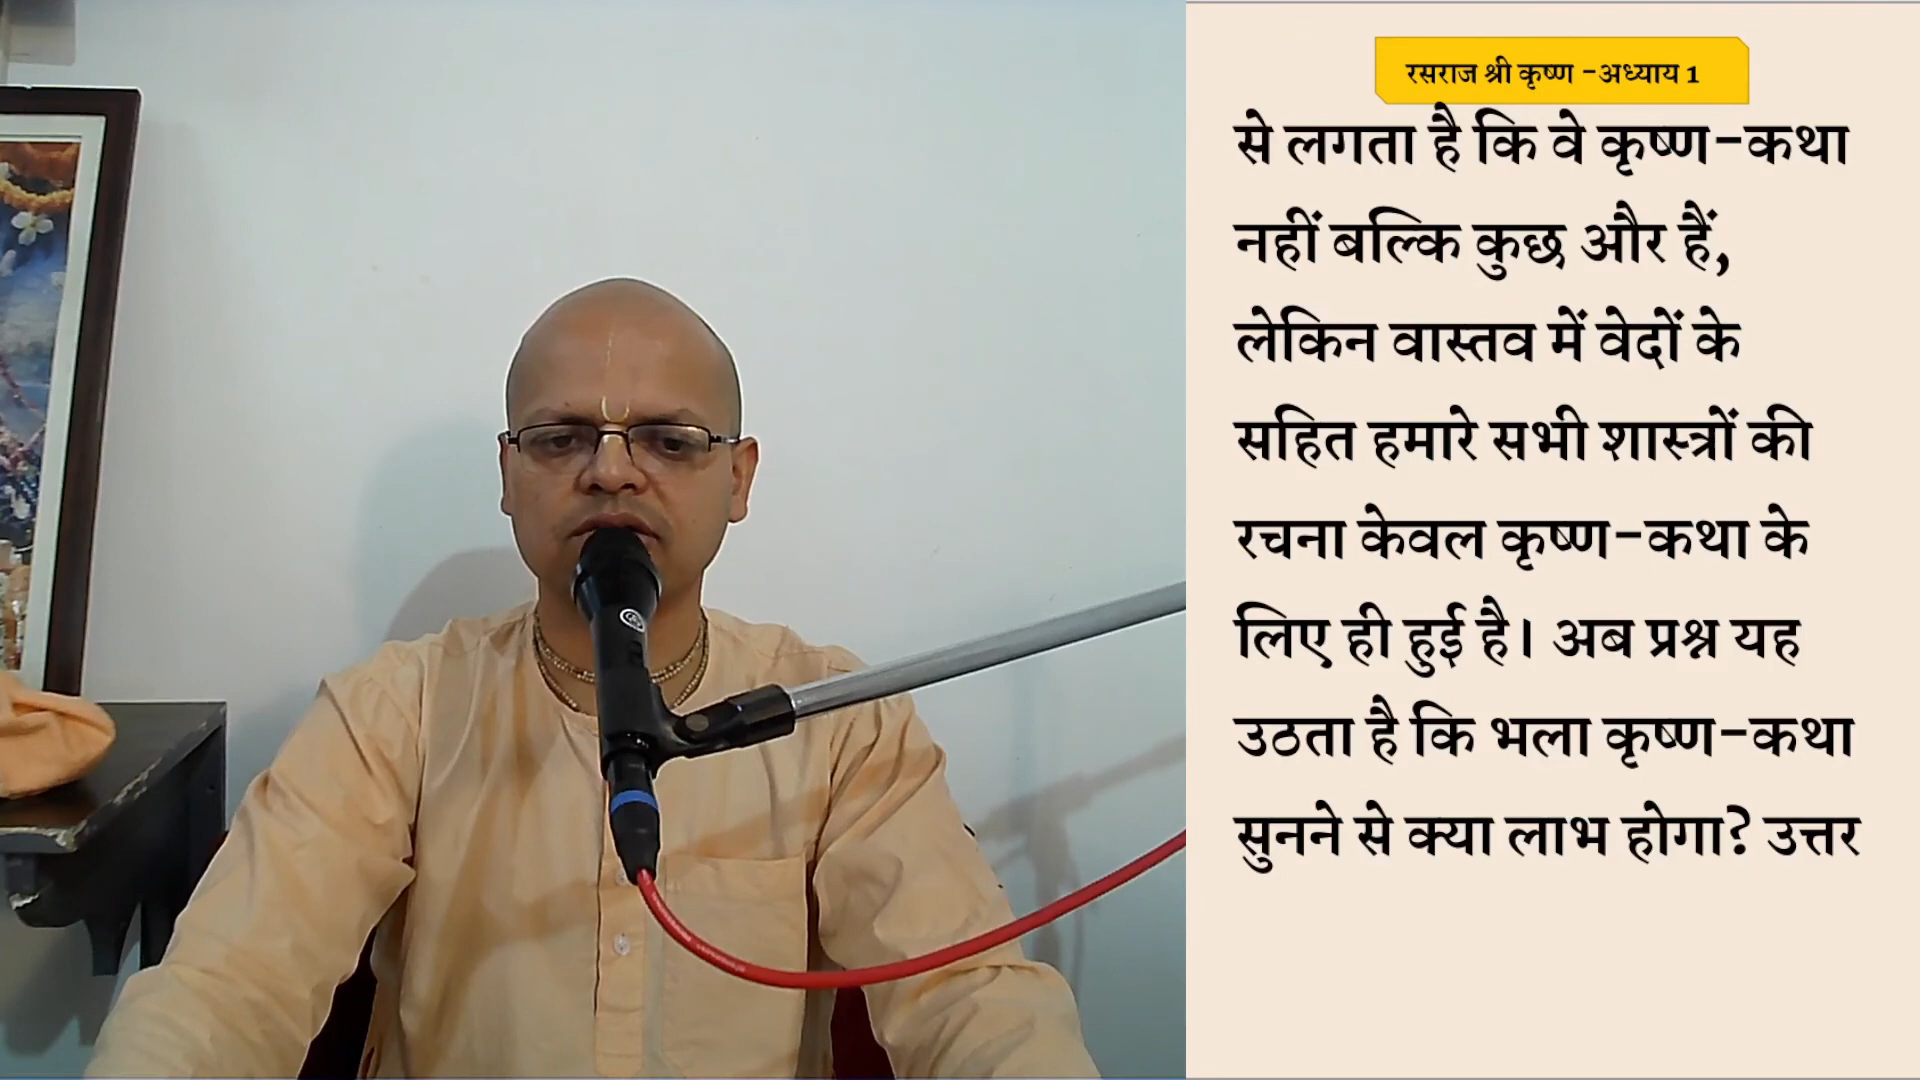 रसराज श्री कृष्ण -अध्याय 1
से लगता है कि वे कृष्ण-कथा
नहीं बल्कि कुछ और हैं,
लेकिन वास्तव में वेदों के
सहित हमारे सभी शास्त्रों की
रचना केवल कृष्ण-कथा के
लिए ही हुई है। अब प्रश्न यह
उठता है कि भला कृष्ण-कथा
सुनने से क्या लाभ होगा? उत्तर